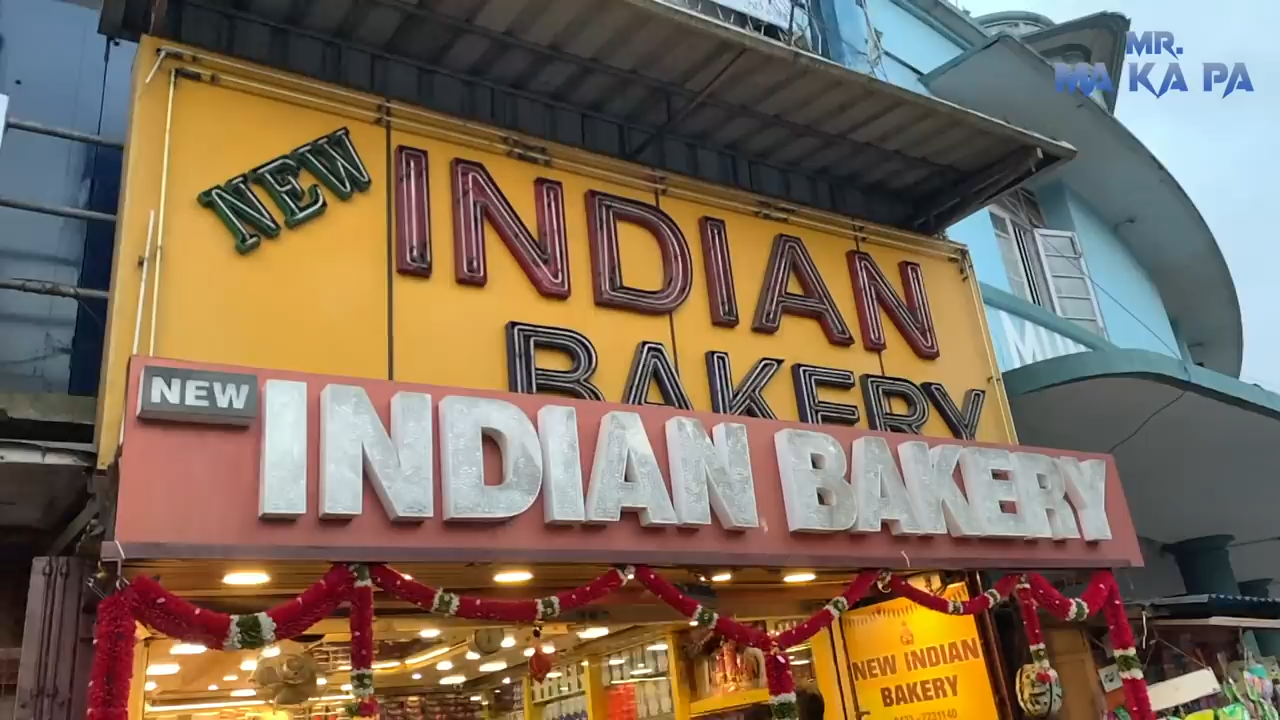 MR.
MA KA PA
NEW
INDIAN
BAKERY
NEW INDIAN BAKERY
NEW INDIAN
BAKERY